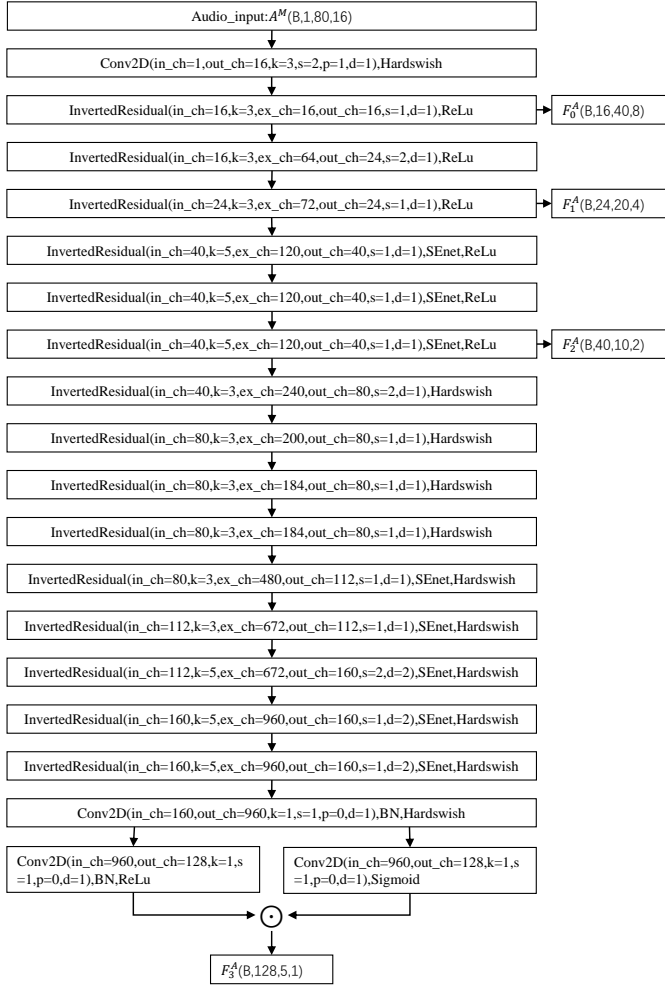 Audio_input:A^M(B,1,80,16)
Conv2D(in_ch=1,out_ch=16,k=3,s=2,p=1,d=1),Hardswish
InvertedResidual(in_ch=16,k=3,ex_ch=16,out_ch=16,s=1,d=1),ReLu
F_0^A(B,16,40,8)
InvertedResidual(in_ch=16,k=3,ex_ch=64,out_ch=24,s=2,d=1),ReLu
InvertedResidual(in_ch=24,k=3,ex_ch=72,out_ch=24,s=1,d=1),ReLu
F_1^A(B,24,20,4)
InvertedResidual(in_ch=40,k=5,ex_ch=120,out_ch=40,s=1,d=1),SEnet,ReLu
InvertedResidual(in_ch=40,k=5,ex_ch=120,out_ch=40,s=1,d=1),SEnet,ReLu
InvertedResidual(in_ch=40,k=5,ex_ch=120,out_ch=40,s=1,d=1),SEnet,ReLu
F_2^A(B,40,10,2)
InvertedResidual(in_ch=40,k=3,ex_ch=240,out_ch=80,s=2,d=1),Hardswish
InvertedResidual(in_ch=80,k=3,ex_ch=200,out_ch=80,s=1,d=1),Hardswish
InvertedResidual(in_ch=80,k=3,ex_ch=184,out_ch=80,s=1,d=1),Hardswish
InvertedResidual(in_ch=80,k=3,ex_ch=184,out_ch=80,s=1,d=1),Hardswish
InvertedResidual(in_ch=80,k=3,ex_ch=480,out_ch=112,s=1,d=1),SEnet,Hardswish
InvertedResidual(in_ch=112,k=3,ex_ch=672,out_ch=112,s=1,d=1),SEnet,Hardswish
InvertedResidual(in_ch=112,k=5,ex_ch=672,out_ch=160,s=2,d=2),SEnet,Hardswish
InvertedResidual(in_ch=160,k=5,ex_ch=960,out_ch=160,s=1,d=2),SEnet,Hardswish
InvertedResidual(in_ch=160,k=5,ex_ch=960,out_ch=160,s=1,d=2),SEnet,Hardswish
Conv2D(in_ch=160,out_ch=960,k=1,s=1,p=0,d=1),BN,Hardswish
Conv2D(in_ch=960,out_ch=128,k=1,s
=1,p=0,d=1),BN,ReLu
Conv2D(in_ch=960,out_ch=128,k=1,s
=1,p=0,d=1),Sigmoid
F_3^A(B,128,5,1)